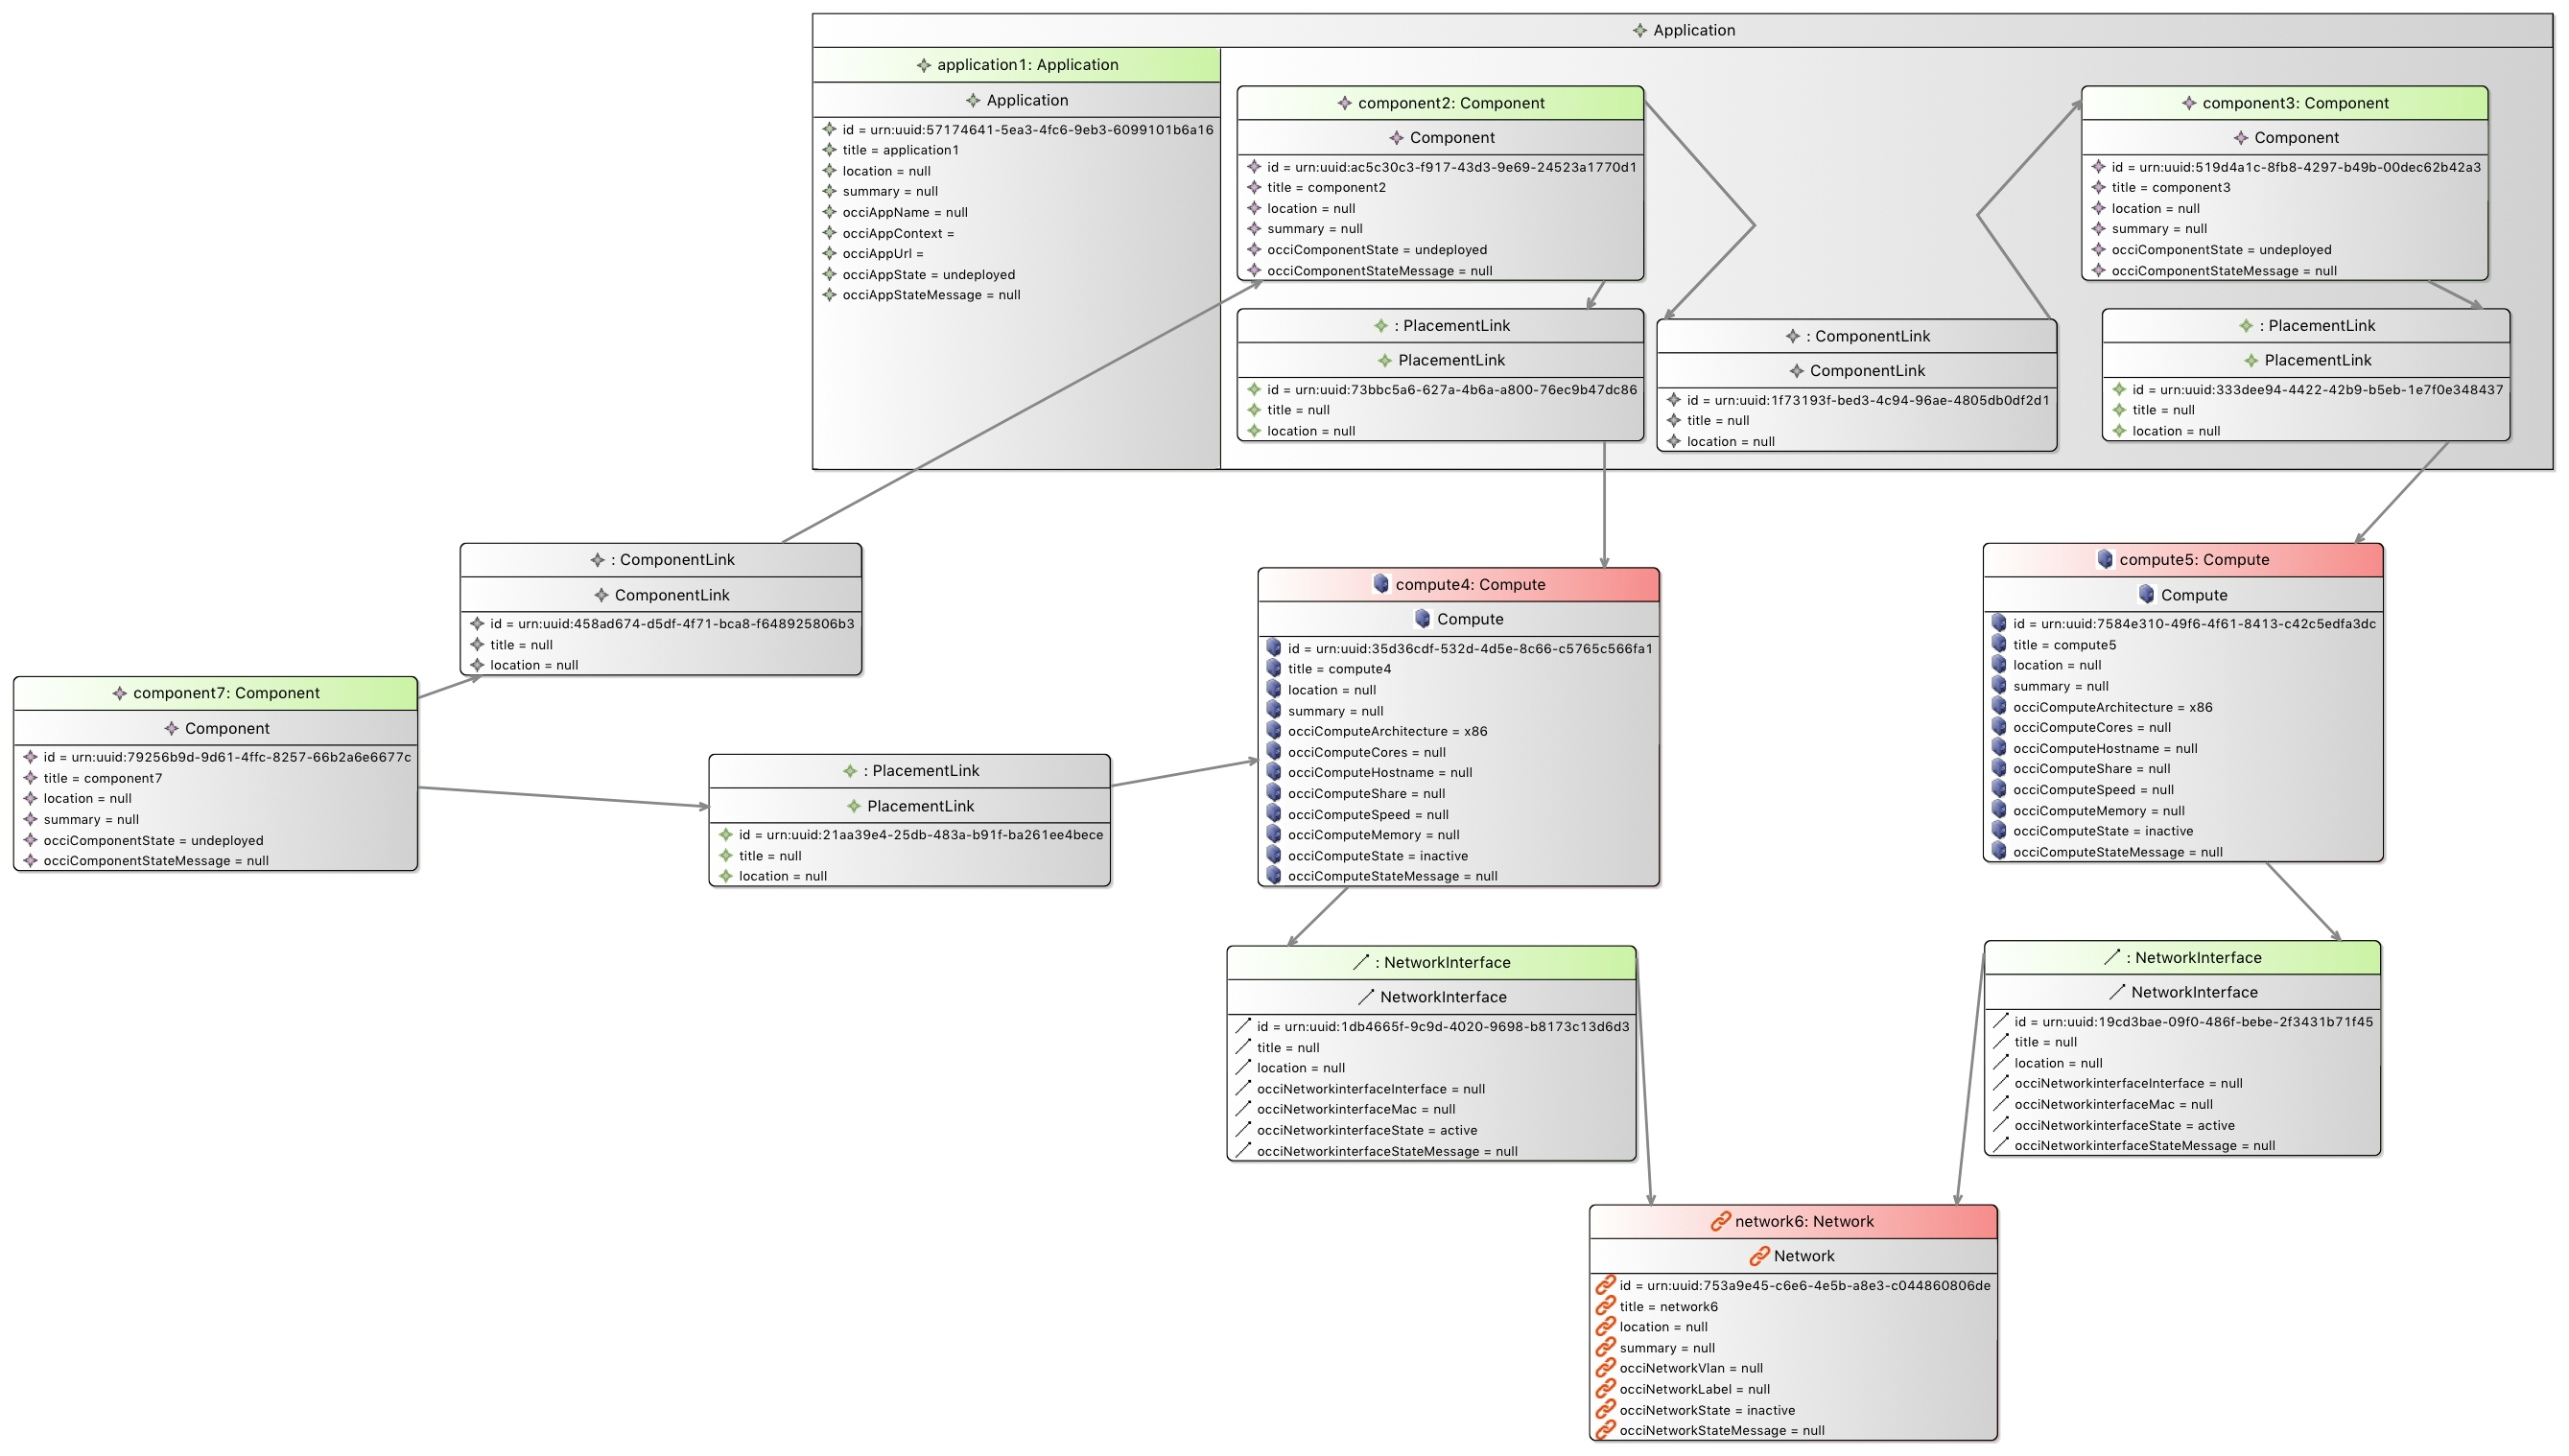 Application
application1: Application
Application
id = urn:uuid:57174641-5ea3-4fc6-9eb3-6099101b6a16
title = application1
location = null
summary = null
occiAppName = null
occiAppContext =
occiAppUrl =
occiAppState = undeployed
occiAppStateMessage = null
component2: Component
Component
id = urn:uuid:ac5c30c3-f917-43d3-9e69-24523a1770d1
title = component2
location = null
summary = null
occiComponentState = undeployed
occiComponentStateMessage = null
component3: Component
Component
id = urn:uuid:519d4a1c-8fb8-4297-b49b-00dec62b42a3
title = component3
location = null
summary = null
occiComponentState = undeployed
occiComponentStateMessage = null
: PlacementLink
PlacementLink
id = urn:uuid:73bbc5a6-627a-4b6a-a800-76ec9b47dc86
title = null
location = null
: ComponentLink
ComponentLink
id = urn:uuid:1f73193f-bed3-4c94-96ae-4805db0df2d1
title = null
location = null
: PlacementLink
PlacementLink
id = urn:uuid:333dee94-4422-42b9-b5eb-1e7f0e348437
title = null
location = null
: ComponentLink
ComponentLink
id = urn:uuid:458ad674-d5df-4f71-bca8-f648925806b3
title = null
location = null
component7: Component
Component
id = urn:uuid:79256b9d-9d61-4ffc-8257-66b2a6e6677c
title = component7
location = null
summary = null
occiComponentState = undeployed
occiComponentStateMessage = null
: PlacementLink
PlacementLink
id = urn:uuid:21aa39e4-25db-483a-b91f-ba261ee4bece
title = null
location = null
compute4: Compute
Compute
id = urn:uuid:35d36cdf-532d-4d5e-8c66-c5765c566fa1
title = compute4
location = null
summary = null
occiComputeArchitecture = x86
occiComputeCores = null
occiComputeHostname = null
occiComputeShare = null
occiComputeSpeed = null
occiComputeMemory = null
occiComputeState = inactive
occiComputeStateMessage = null
compute5: Compute
Compute
id = urn:uuid:7584e310-49f6-4f61-8413-c42c5edfa3dc
title = compute5
location = null
summary = null
occiComputeArchitecture = x86
occiComputeCores = null
occiComputeHostname = null
occiComputeShare = null
occiComputeSpeed = null
occiComputeMemory = null
occiComputeState = inactive
occiComputeStateMessage = null
: NetworkInterface
NetworkInterface
id = urn:uuid:1db4665f-9c9d-4020-9698-b8173c13d6d3
title = null
location = null
occiNetworkinterfaceInterface = null
occiNetworkinterfaceMac = null
occiNetworkinterfaceState = active
occiNetworkinterfaceStateMessage = null
: NetworkInterface
NetworkInterface
id = urn:uuid:19cd3bae-09f0-486f-bebe-2f3431b71f45
title = null
location = null
occiNetworkinterfaceInterface = null
occiNetworkinterfaceMac = null
occiNetworkinterfaceState = active
occiNetworkinterfaceStateMessage = null
network6: Network
Network
id = urn:uuid:753a9e45-c6e6-4e5b-a8e3-c044860806de
title = network6
location = null
summary = null
occiNetworkVlan = null
occiNetworkLabel = null
occiNetworkState = inactive
occiNetworkStateMessage = null